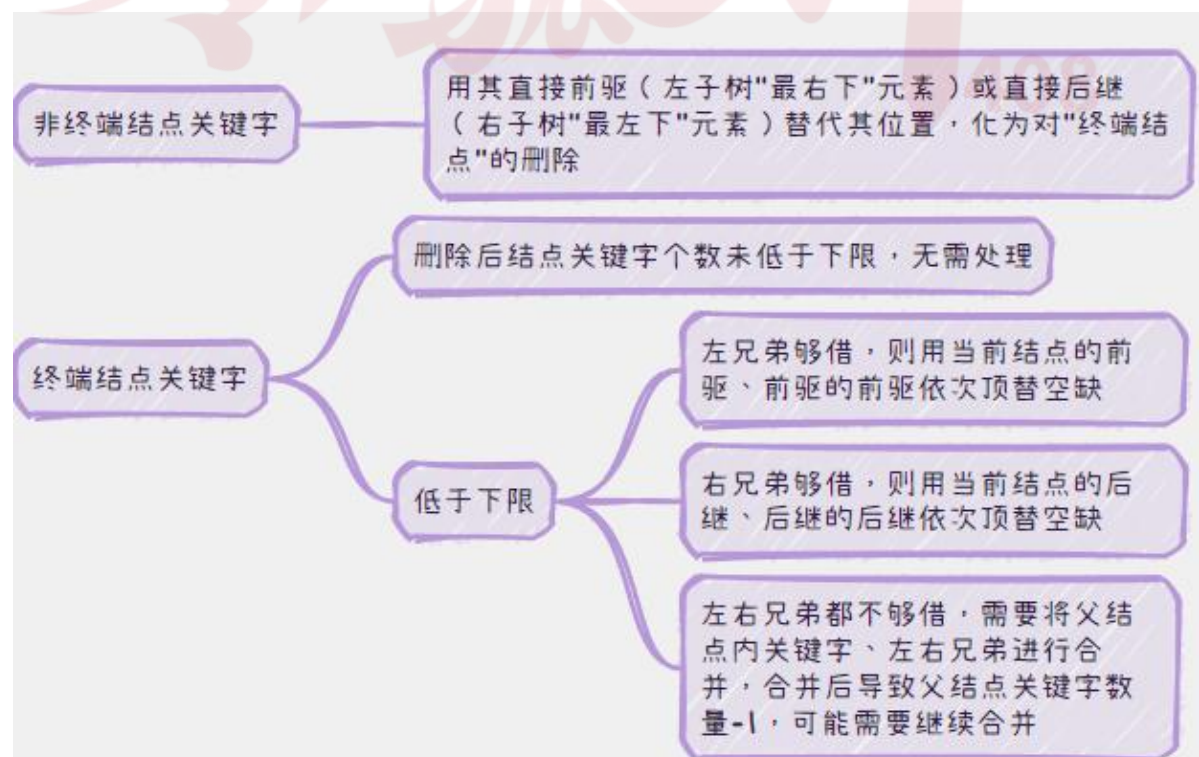 非终端结点关键字
用其直接前驱（左子树"最右下"元素）或直接后继
（右子树"最左下"元素）替代其位置，化为对"终端结
点"的删除
终端结点关键字
删除后结点关键字个数未低于下限，无需处理
低于下限
左兄弟够借，则用当前结点的前
驱、前驱的前驱依次顶替空缺
右兄弟够借，则用当前结点的后
继、后继的后继依次顶替空缺
左右兄弟都不够借，需要将父结
点内关键字、左右兄弟进行合
并，合并后导致父结点关键字数
量-1，可能需要继续合并